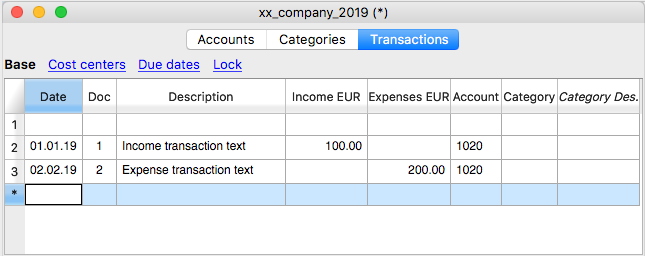 xx_company_2019 (*)
Accounts Categories Transactions
Base Cost centers Due dates Lock
Date Doc Description Income EUR Expenses EUR Account Category Category Des.
1
2 01.01.19 1 Income transaction text 100.00 1020
3 02.02.19 2 Expense transaction text 200.00 1020
*